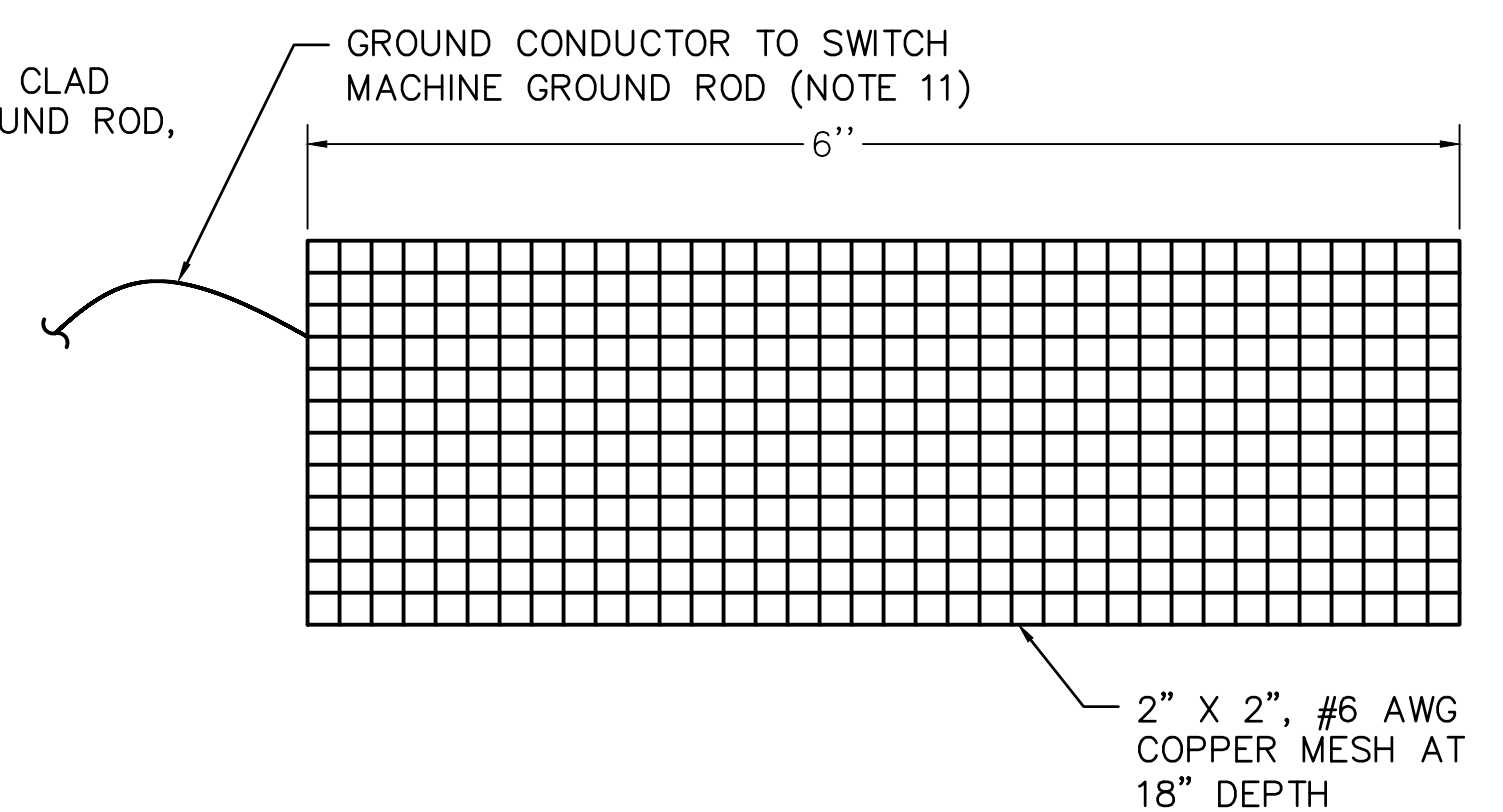 CLAD
UND ROD,
GROUND CONDUCTOR TO SWITCH
MACHINE GROUND ROD (NOTE 11)
6''
2” X 2”, #6 AWG
COPPER MESH AT
18” DEPTH